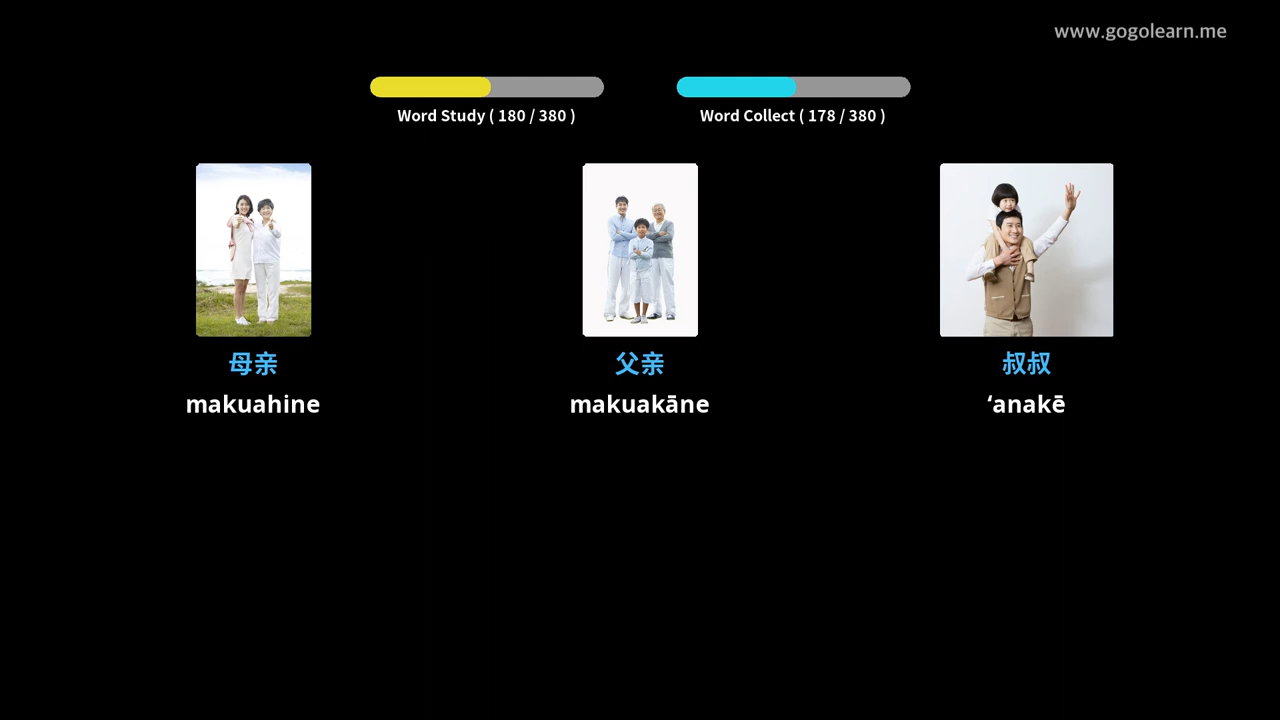 www.gogolearn.me
Word Study ( 180 / 380 )
Word Collect ( 178 / 380 )
母亲
父亲
叔叔
makuahine
makuakāne
ʻanakē